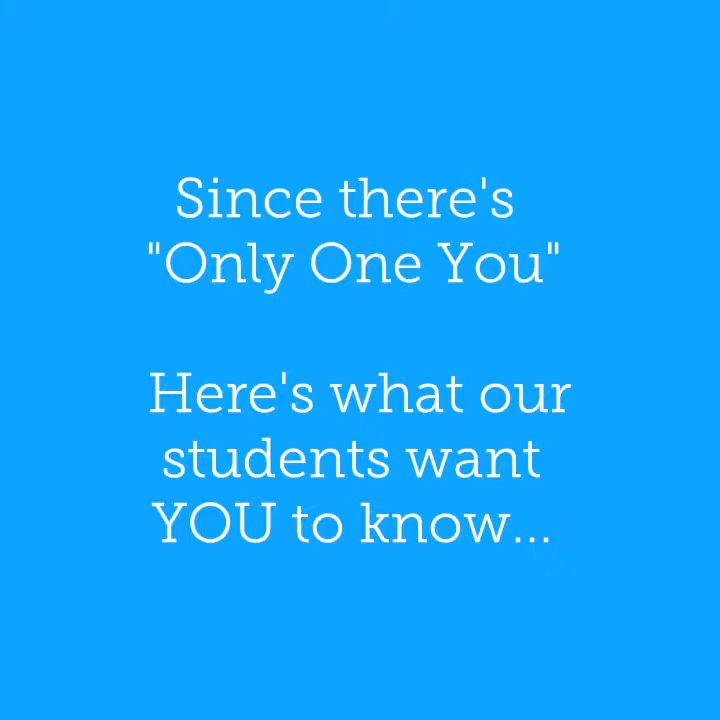 Since there's
"Only One You"
Here's what our
students want
YOU to know...